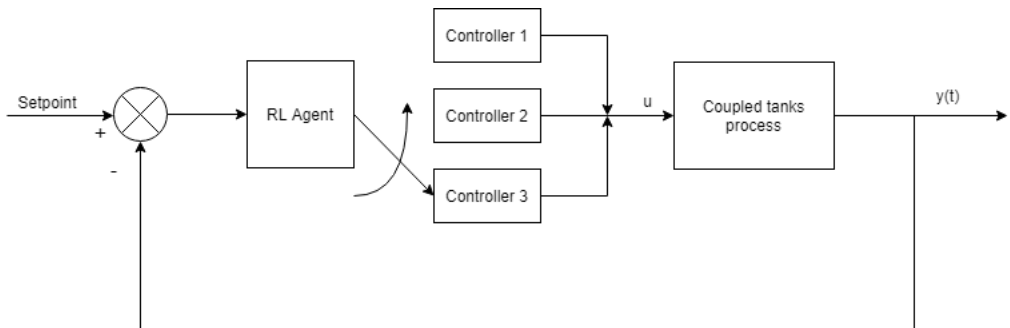 Setpoint
+
-
RL Agent
Controller 1
Controller 2
Controller 3
u
Coupled tanks
process
y(t)